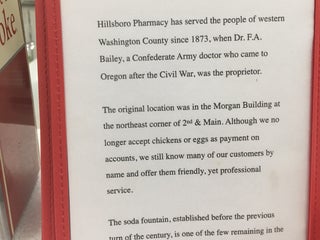 oke
Hillsboro Pharmacy has served the people of western
Washington County since 1873, when Dr. F.A.
Bailey, a Confederate Army doctor who came to
Oregon after the Civil War, was the proprietor.
The original location was in the Morgan Building at
the northeast corner of 2nd & Main. Although we no
longer accept chickens or eggs as payment on
accounts, we still know many of our customers by
name and offer them friendly, yet professional
service.
The soda fountain, established before the previous
turn of the century, is one of the few remaining in the